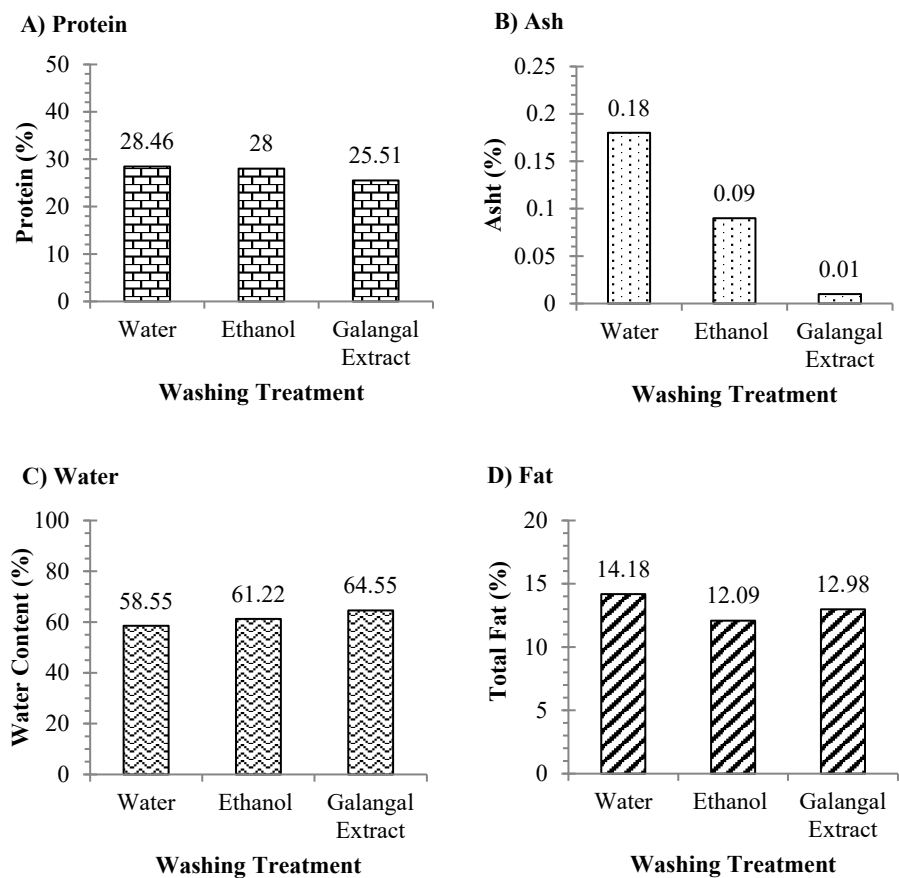 A) Protein
50
40
30
20
10
0
Protein (%)
28.46
28
25.51
Water
Ethanol
Galangal
Extract
Washing Treatment
B) Ash
0.25
0.2
0.15
0.1
0.05
0
Asht (%)
0.18
0.09
0.01
Water
Ethanol
Galangal
Extract
Washing Treatment
C) Water
100
80
60
40
20
0
Water Content (%)
58.55
61.22
64.55
Water
Ethanol
Galangal
Extract
Washing Treatment
D) Fat
20
15
10
5
0
Total Fat (%)
14.18
12.09
12.98
Water
Ethanol
Galangal
Extract
Washing Treatment